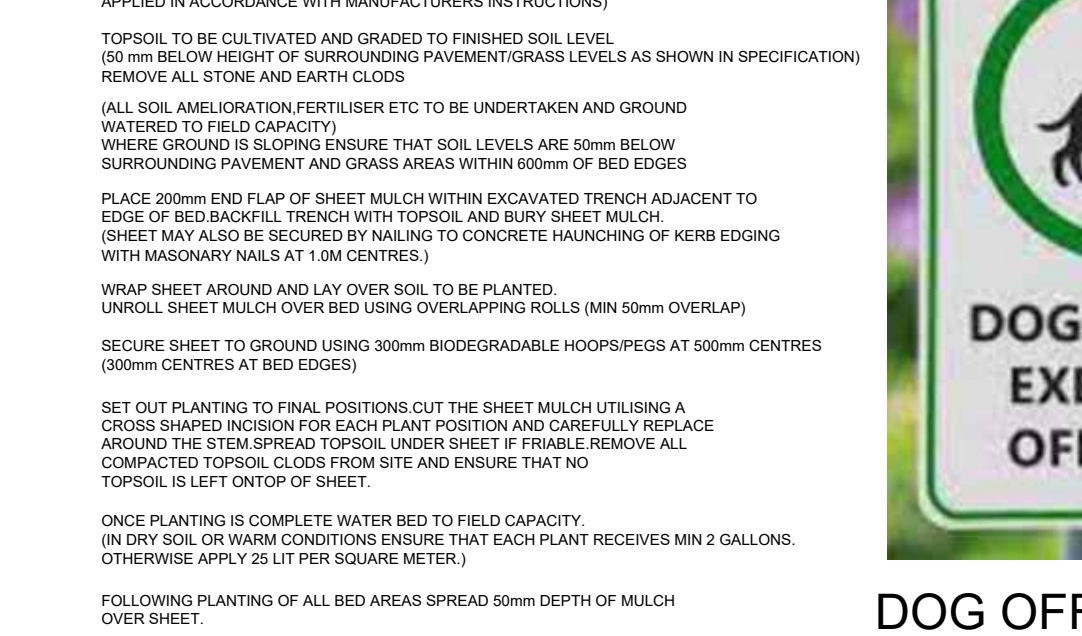 APPLIED IN ACCORDANCE WITH MANUFACTURERS INSTRUCTIONS)
TOPSOIL TO BE CULTIVATED AND GRADED TO FINISHED SOIL LEVEL
(50 mm BELOW HEIGHT OF SURROUNDING PAVEMENT/GRASS LEVELS AS SHOWN IN SPECIFICATION)
REMOVE ALL STONE AND EARTH CLODS
(ALL SOIL AMELIORATION,FERTILISER ETC TO BE UNDERTAKEN AND GROUND
WATERED TO FIELD CAPACITY)
WHERE GROUND IS SLOPING ENSURE THAT SOIL LEVELS ARE 50mm BELOW
SURROUNDING PAVEMENT AND GRASS AREAS WITHIN 600mm OF BED EDGES
PLACE 200mm END FLAP OF SHEET MULCH WITHIN EXCAVATED TRENCH ADJACENT TO
EDGE OF BED.BACKFILL TRENCH WITH TOPSOIL AND BURY SHEET MULCH.
(SHEET MAY ALSO BE SECURED BY NAILING TO CONCRETE HAUNCHING OF KERB EDGING
WITH MASONARY NAILS AT 1.0M CENTRES.)
WRAP SHEET AROUND AND LAY OVER SOIL TO BE PLANTED.
UNROLL SHEET MULCH OVER BED USING OVERLAPPING ROLLS (MIN 50mm OVERLAP)
SECURE SHEET TO GROUND USING 300mm BIODEGRADABLE HOOPS/PEGS AT 500mm CENTRES
(300mm CENTRES AT BED EDGES)
SET OUT PLANTING TO FINAL POSITIONS.CUT THE SHEET MULCH UTILISING A
CROSS SHAPED INCISION FOR EACH PLANT POSITION AND CAREFULLY REPLACE
AROUND THE STEM.SPREAD TOPSOIL UNDER SHEET IF FRIABLE.REMOVE ALL
COMPACTED TOPSOIL CLODS FROM SITE AND ENSURE THAT NO
TOPSOIL IS LEFT ONTOP OF SHEET.
ONCE PLANTING IS COMPLETE WATER BED TO FIELD CAPACITY.
(IN DRY SOIL OR WARM CONDITIONS ENSURE THAT EACH PLANT RECEIVES MIN 2 GALLONS.
OTHERWISE APPLY 25 LIT PER SQUARE METER.)
FOLLOWING PLANTING OF ALL BED AREAS SPREAD 50mm DEPTH OF MULCH
OVER SHEET.
DOG
DOG OFF